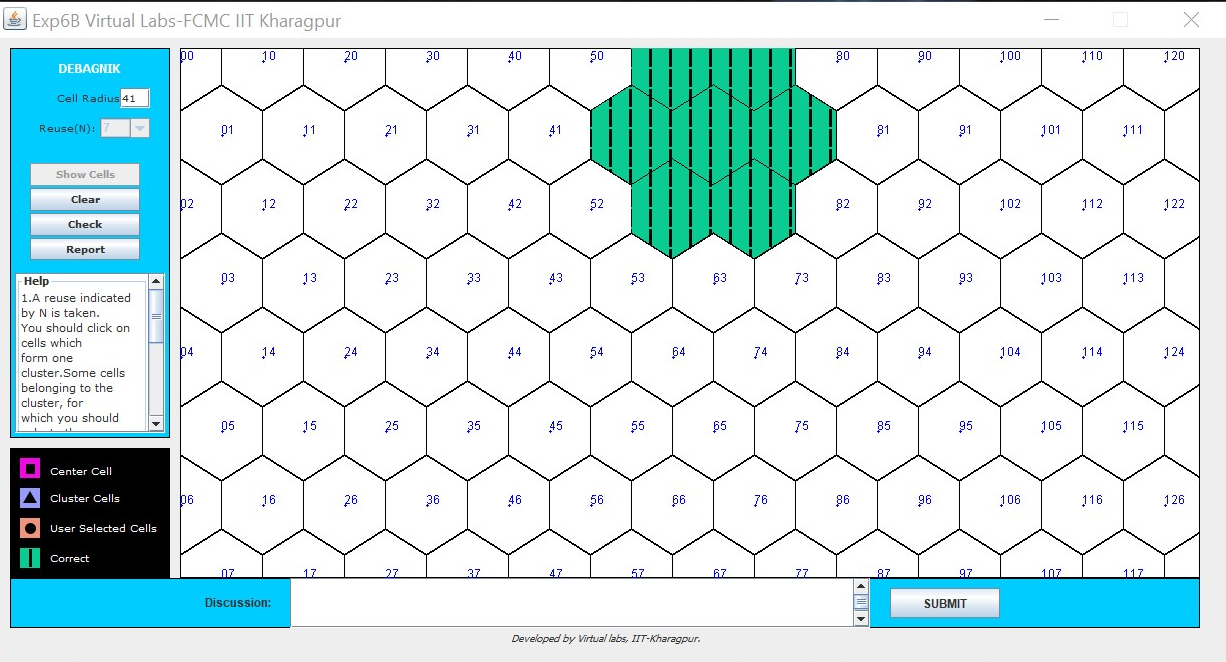 Exp6B Virtual Labs-FCMC IIT Kharagpur
DEBAGNIK
Cell Radius 41
Reuse(N): 7
Show Cells
Clear
Check
Report
Help
1.A reuse indicated
by N is taken.
You should click on
cells which
form one
cluster.Some cells
belonging to the
cluster, for
which you should
Center Cell
Cluster Cells
User Selected Cells
Correct
00 10 20 30 40 50 80 90 100 110 120
01 11 21 31 41 81 91 101 111
02 12 22 32 42 52 82 92 102 112 122
03 13 23 33 43 53 63 73 83 93 103 113
04 14 24 34 44 54 64 74 84 94 104 114 124
05 15 25 35 45 55 65 75 85 95 105 115
06 16 26 36 46 56 66 76 86 96 106 116 126
07 17 27 37 47 57 67 77 87 97 107 117
Discussion:
SUBMIT
Developed by Virtual labs, IIT-Kharagpur.